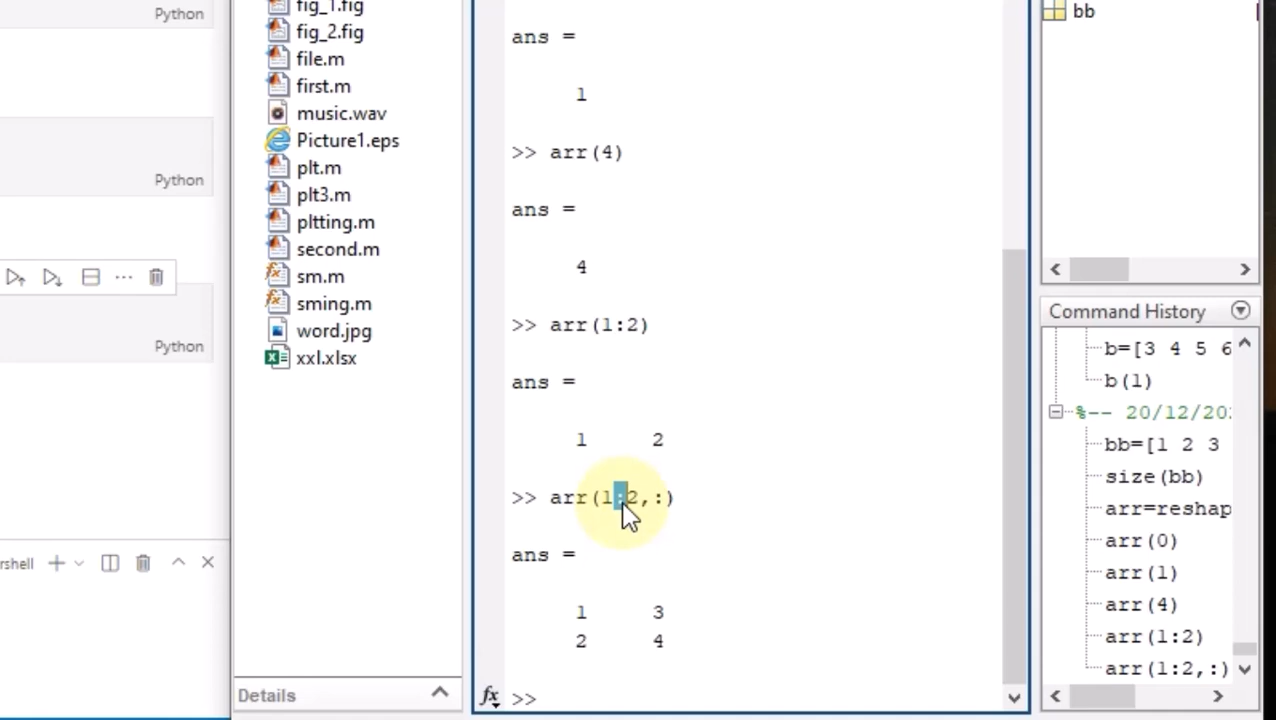 Python
Python
Python
rshell
fig_1.fig
fig_2.fig
file.m
first.m
music.wav
Picture1.eps
plt.m
plt3.m
pltting.m
second.m
sm.m
sming.m
word.jpg
xxl.xlsx
Details
ans =
1
>> arr(4)
ans =
4
>> arr(1:2)
ans =
1 2
>> arr(1:2,:)
ans =
1 3
2 4
fx >>
bb
Command History
b=[3 4 5 6
b(1)
%-- 20/12/20
bb=[1 2 3
size(bb)
arr=reshap
arr(0)
arr(1)
arr(4)
arr(1:2)
arr(1:2,:)